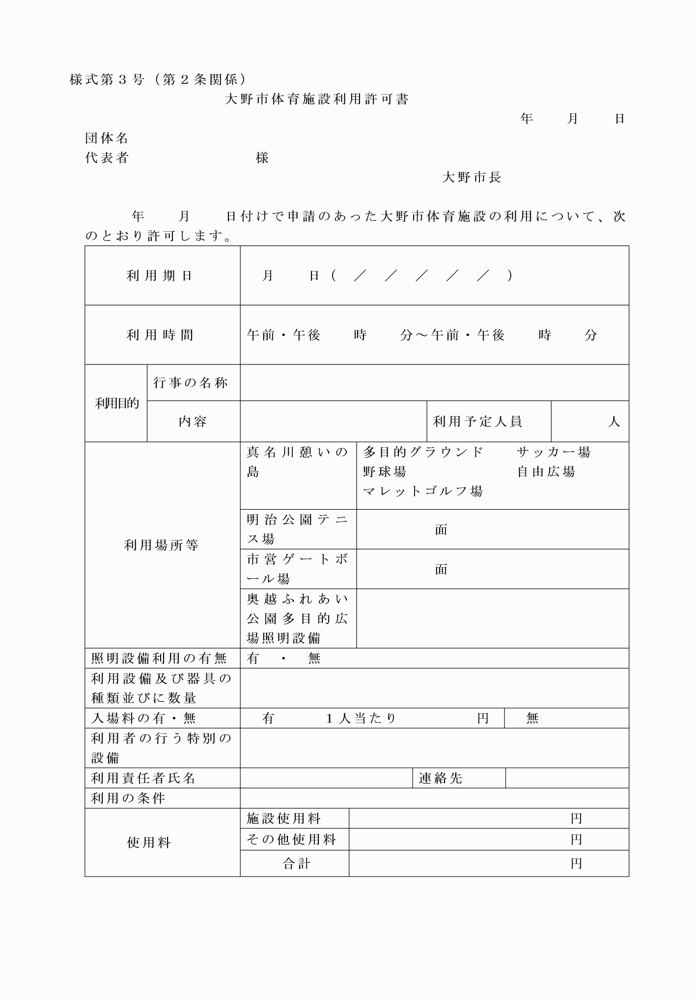 様式第３号（第２条関係）
大野市体育施設利用許可書
年　　月　　日
団体名
代表者　　　　　　　　様
大野市長
年　　月　　日付けで申請のあった大野市体育施設の利用について、次
のとおり許可します。
利用期日　　月　　日（　／　／　／　／　／　）
利用時間　午前・午後　　時　　分～午前・午後　　時　　分
利用目的
行事の名称
内容　利用予定人員　人
利用場所等
真名川憩いの
島
多目的グラウンド　　サッカー場
野球場　　　　　　　自由広場
マレットゴルフ場
明治公園テニ
ス場
面
市営ゲートボ
ール場
面
奥越ふれあい
公園多目的広
場照明設備
照明設備利用の有無　有　・　無
利用設備及び器具の
種類並びに数量
入場料の有・無　有　　　１人当たり　　　　　円　無
利用者の行う特別の
設備
利用責任者氏名　連絡先
利用の条件
使用料
施設使用料　円
その他使用料　円
合計　円